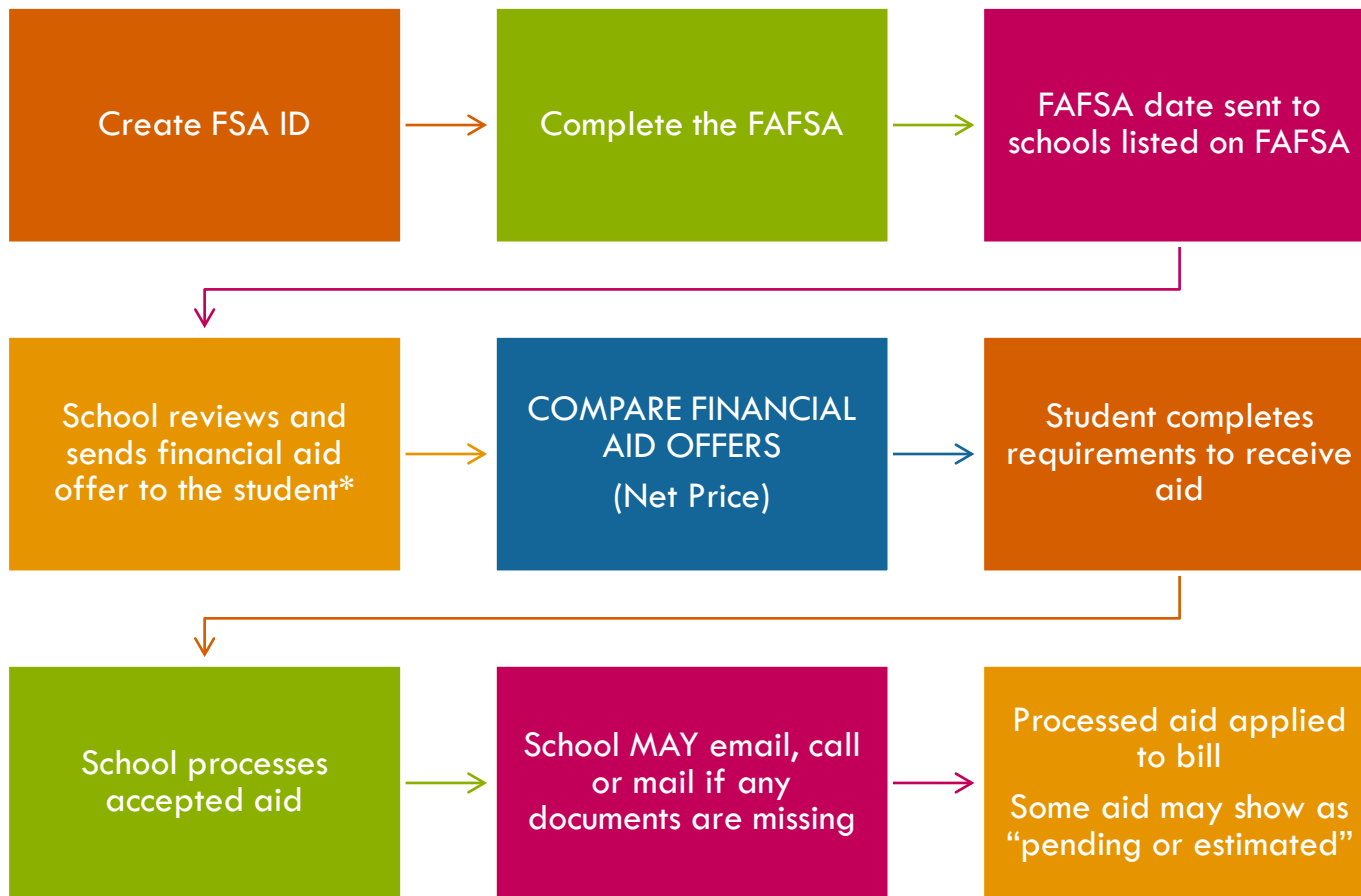 Create FSA ID
Complete the FAFSA
FAFSA date sent to
schools listed on FAFSA
School reviews and
sends financial aid
offer to the student*
COMPARE FINANCIAL
AID OFFERS
(Net Price)
Student completes
requirements to receive
aid
School processes
accepted aid
School MAY email, call
or mail if any
documents are missing
Processed aid applied
to bill
Some aid may show as
“pending or estimated”